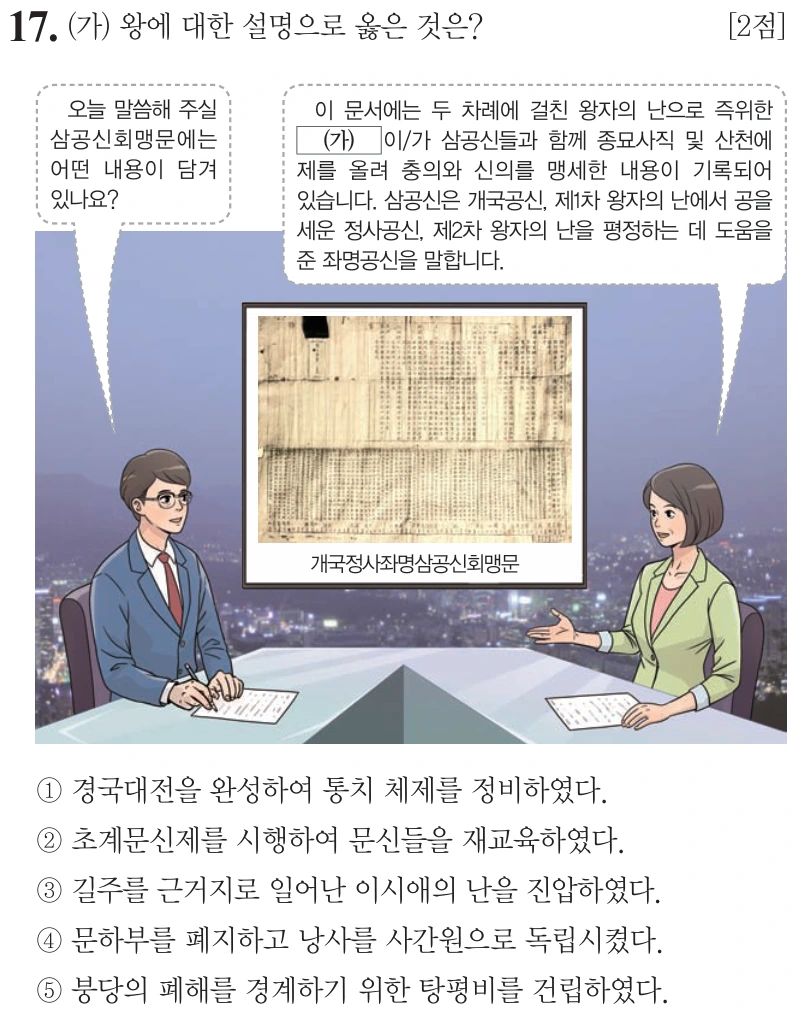 17. (가) 왕에 대한 설명으로 옳은 것은? [2점]
오늘 말씀해 주실
삼공신회맹문에는
어떤 내용이 담겨
있나요?
이 문서에는 두 차례에 걸친 왕자의 난으로 즉위한
(가) 이/가 삼공신들과 함께 종묘사직 및 산천에
제를 올려 충의와 신의를 맹세한 내용이 기록되어
있습니다. 삼공신은 개국공신, 제1차 왕자의 난에서 공을
세운 정사공신, 제2차 왕자의 난을 평정하는 데 도움을
준 좌명공신을 말합니다.
개국정사좌명삼공신회맹문
① 경국대전을 완성하여 통치 체제를 정비하였다.
② 초계문신제를 시행하여 문신들을 재교육하였다.
③ 길주를 근거지로 일어난 이시애의 난을 진압하였다.
④ 문하부를 폐지하고 낭사를 사간원으로 독립시켰다.
⑤ 붕당의 폐해를 경계하기 위한 탕평비를 건립하였다.